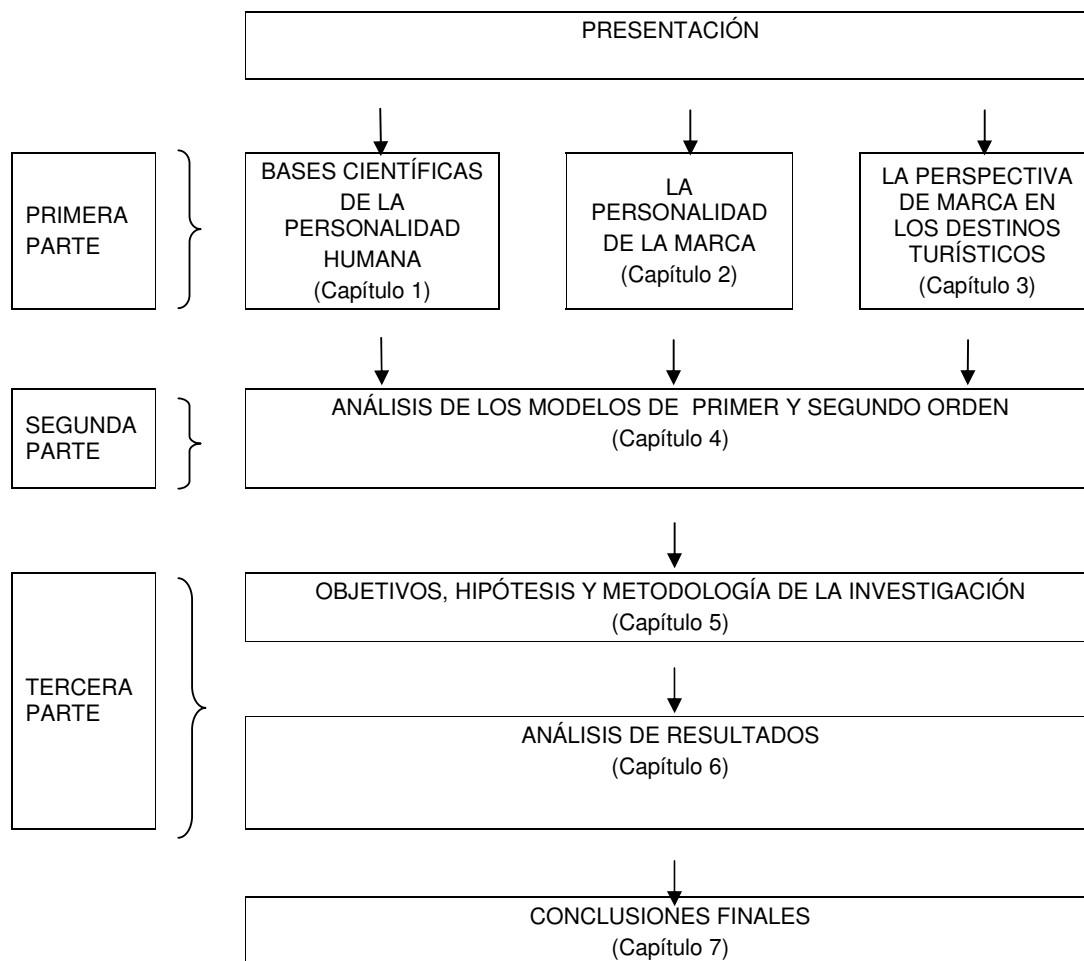 PRESENTACIÓN
PRIMERA
PARTE
BASES CIENTÍFICAS
DE LA
PERSONALIDAD
HUMANA
(Capítulo 1)
LA
PERSONALIDAD
DE LA MARCA
(Capítulo 2)
LA PERSPECTIVA
DE MARCA EN
LOS DESTINOS
TURÍSTICOS
(Capítulo 3)
SEGUNDA
PARTE
ANÁLISIS DE LOS MODELOS DE PRIMER Y SEGUNDO ORDEN
(Capítulo 4)
TERCERA
PARTE
OBJETIVOS, HIPÓTESIS Y METODOLOGÍA DE LA INVESTIGACIÓN
(Capítulo 5)
ANÁLISIS DE RESULTADOS
(Capítulo 6)
CONCLUSIONES FINALES
(Capítulo 7)